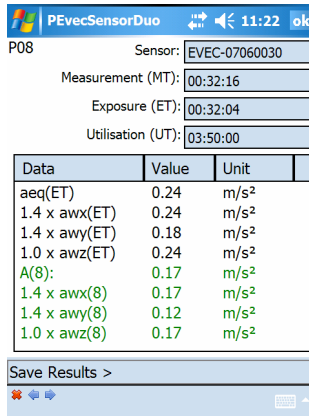 PEvecSensorDuo 11:22 ok
P08 Sensor: EVEC-07060030
Measurement (MT): 00:32:16
Exposure (ET): 00:32:04
Utilisation (UT): 03:50:00
Data Value Unit
aeq(ET) 0.24 m/s²
1.4 x awx(ET) 0.24 m/s²
1.4 x awy(ET) 0.18 m/s²
1.0 x awz(ET) 0.24 m/s²
A(8): 0.17 m/s²
1.4 x awx(8) 0.17 m/s²
1.4 x awy(8) 0.12 m/s²
1.0 x awz(8) 0.17 m/s²
Save Results >